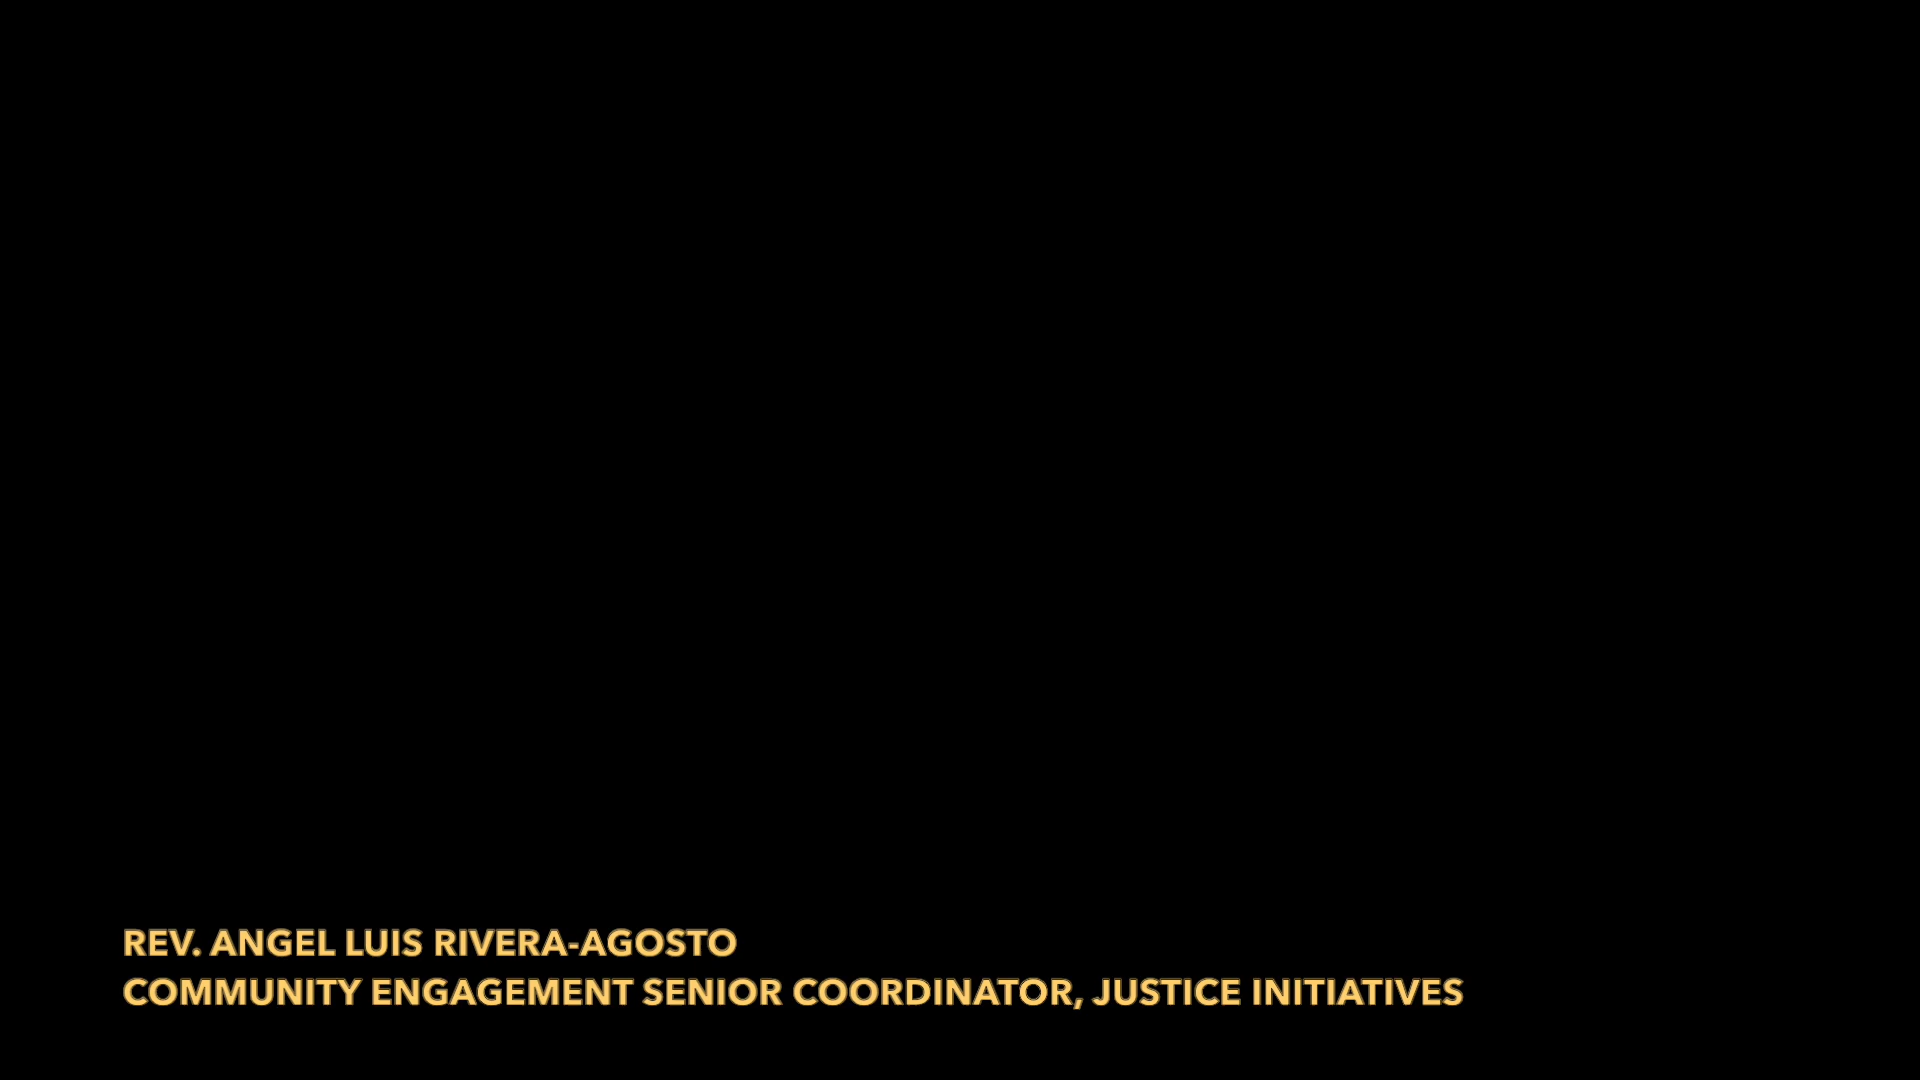 REV. ANGEL LUIS RIVERA-AGOSTO
COMMUNITY ENGAGEMENT SENIOR COORDINATOR, JUSTICE INITIATIVES